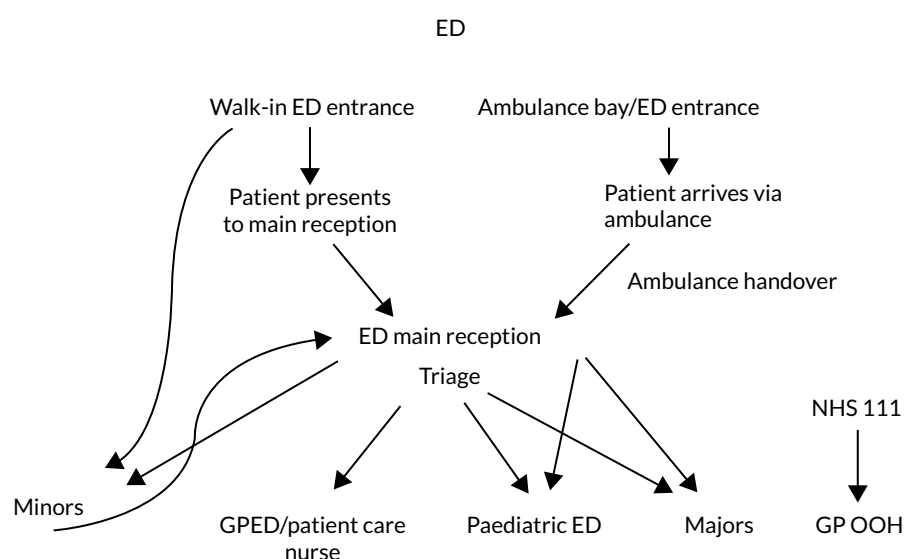 ED
Walk-in ED entrance
Ambulance bay/ED entrance
Patient presents
to main reception
Patient arrives via
ambulance
Ambulance handover
ED main reception
Triage
NHS 111
Minors
GPED/patient care
nurse
Paediatric ED
Majors
GP OOH